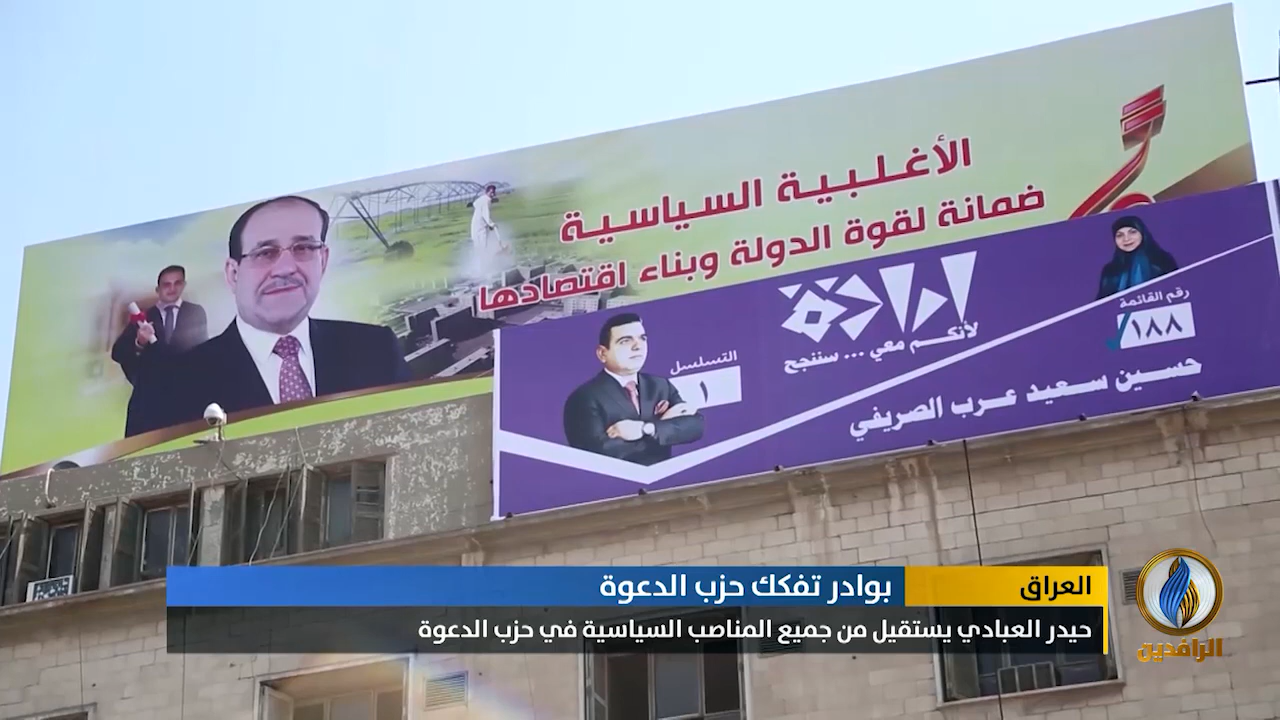 الأغلبية السياسية
ضمانة لقوة الدولة وبناء اقتصادها
إرادة
لأنكم معي ... سننجح
التسلسل
١
رقم القائمة
١٨٨
حسين سعيد عرب الصريفي
العراق
بوادر تفكك حزب الدعوة
حيدر العبادي يستقيل من جميع المناصب السياسية في حزب الدعوة
الرافدين